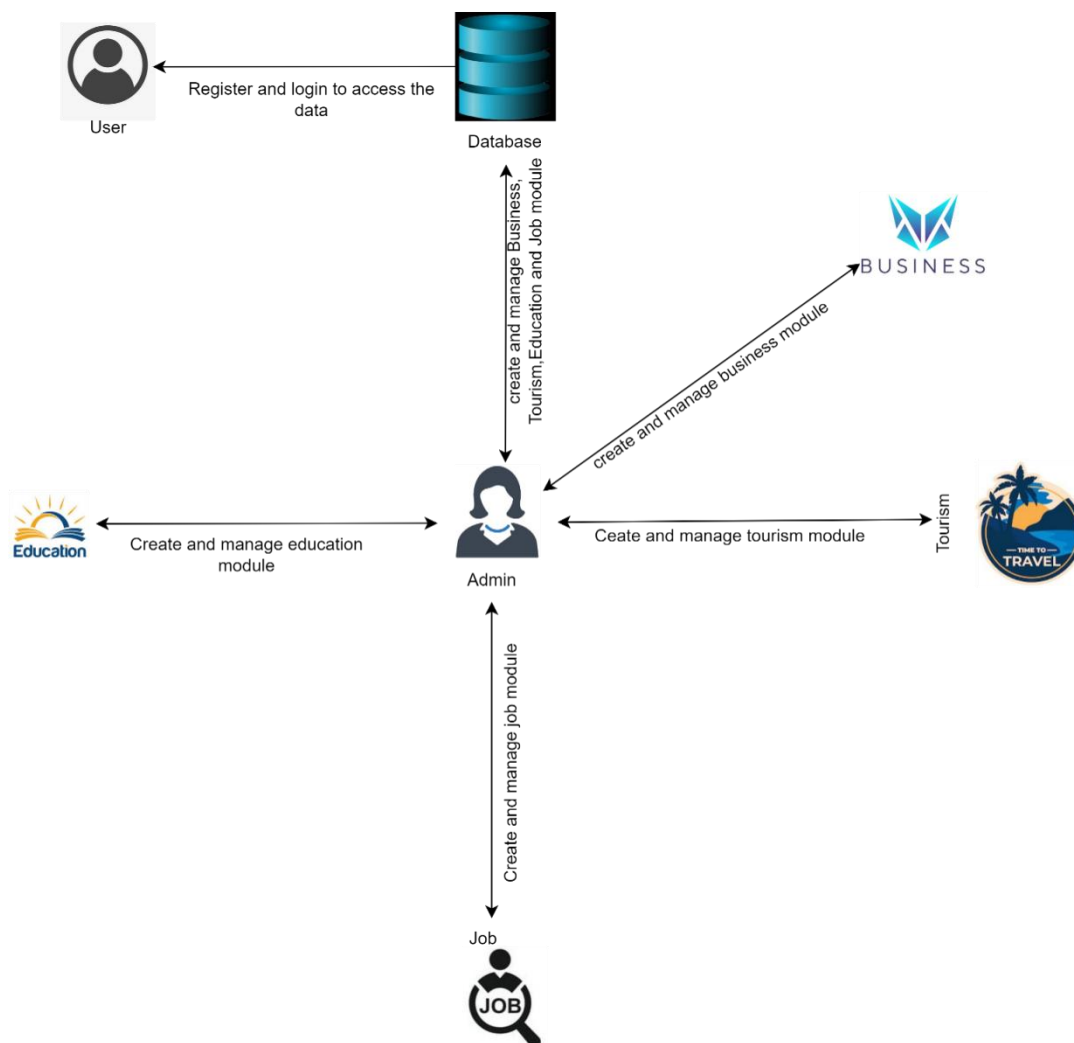 Register and login to access the
data
User
Database
create and manage Business,
Tourism,Education and Job module
BUSINESS
create and manage business module
Education
Create and manage education
module
Admin
Ceate and manage tourism module
Tourism
TIME TO
TRAVEL
Create and manage job module
Job
JOB